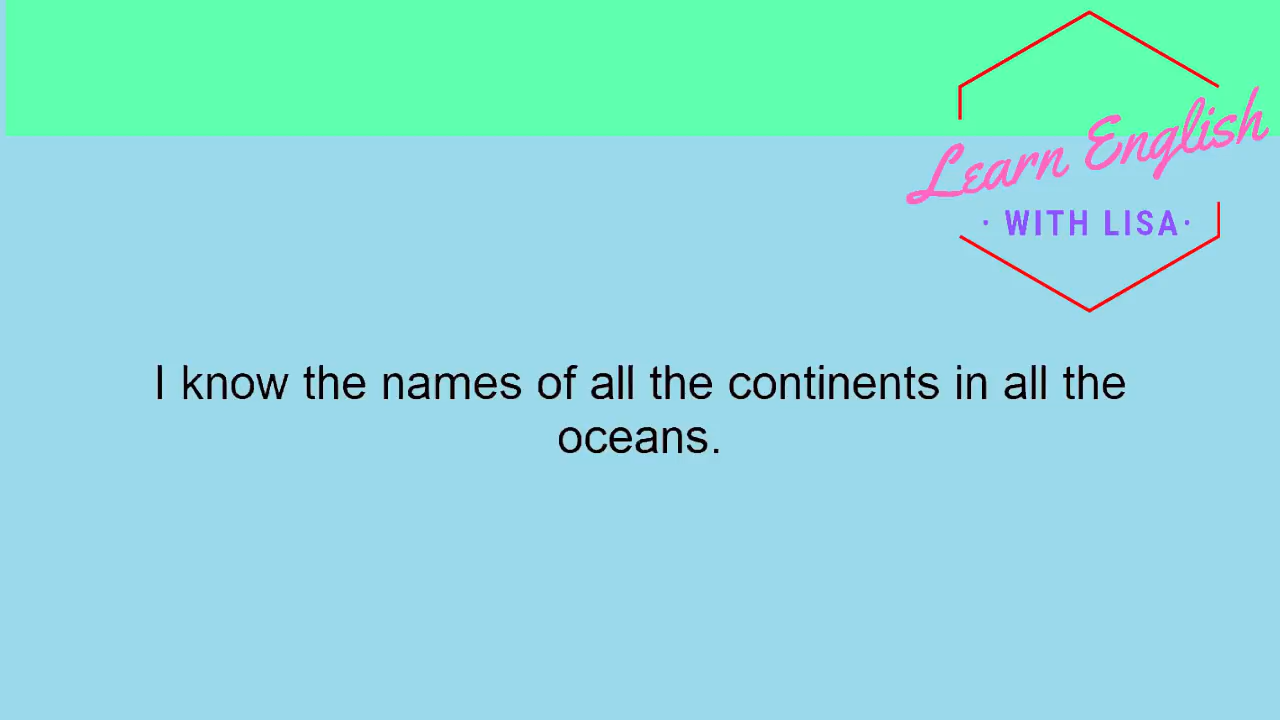 Learn English
· WITH LISA ·
I know the names of all the continents in all the
oceans.